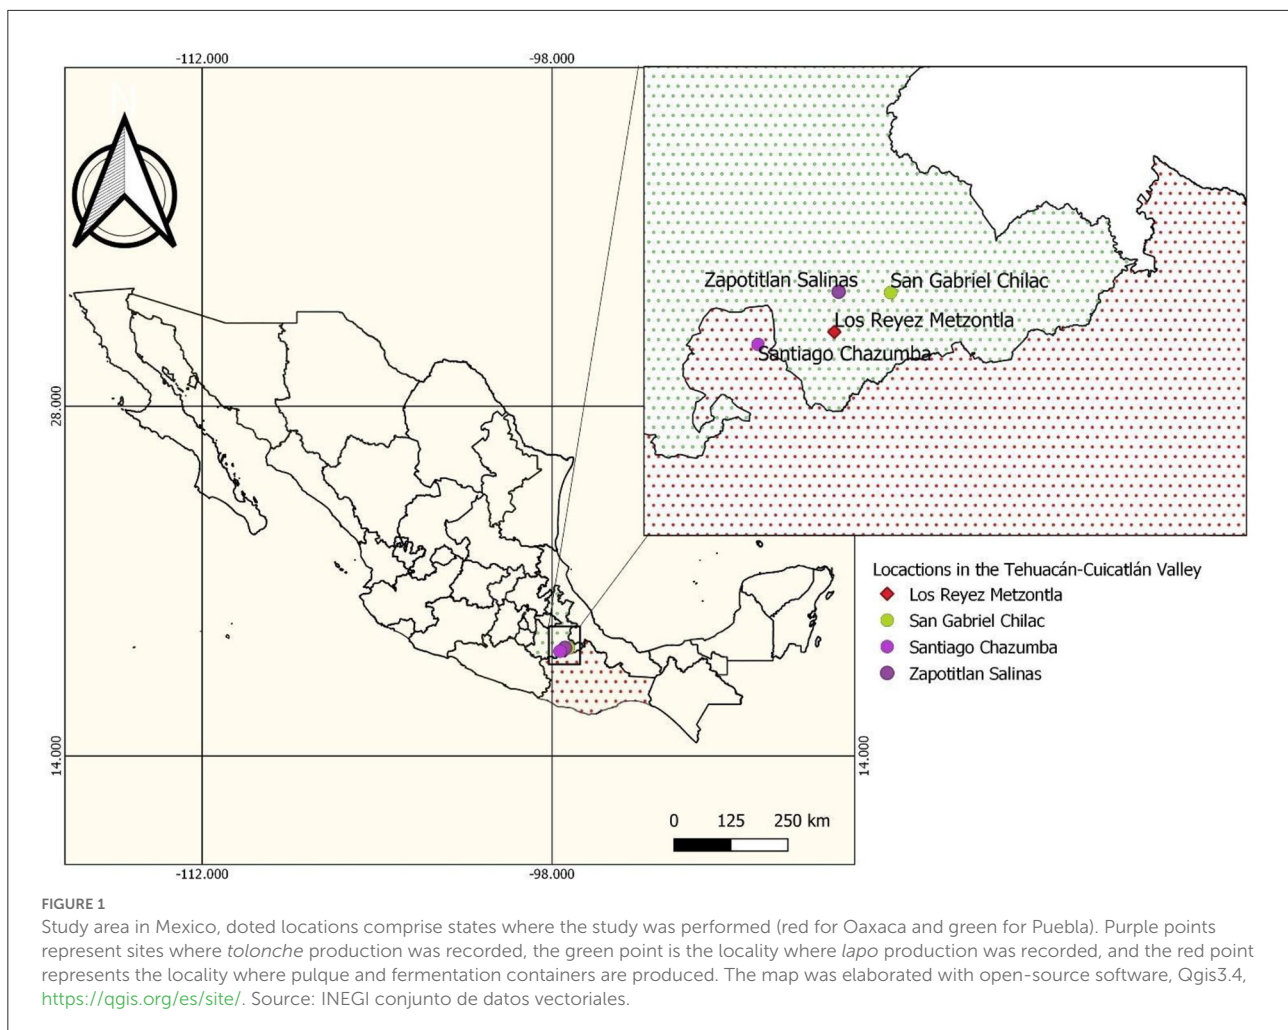 -112.000
-98.000
N
Zapotitlan Salinas
San Gabriel Chilac
Los Reyez Metzontla
Santiago Chazumba
28.000
Locactions in the Tehuacán-Cuicatlán Valley
Los Reyez Metzontla
San Gabriel Chilac
Santiago Chazumba
Zapotitlan Salinas
14.000
14.000
0 125 250 km
-112.000
-98.000
FIGURE 1
Study area in Mexico, doted locations comprise states where the study was performed (red for Oaxaca and green for Puebla). Purple points
represent sites where tolonche production was recorded, the green point is the locality where lapo production was recorded, and the red point
represents the locality where pulque and fermentation containers are produced. The map was elaborated with open-source software, Qgis3.4,
https://qgis.org/es/site/. Source: INEGI conjunto de datos vectoriales.